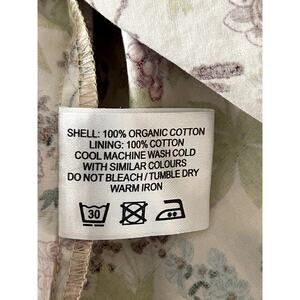 SHELL: 100% ORGANIC COTTON
LINING: 100% COTTON
COOL MACHINE WASH COLD
WITH SIMILAR COLOURS
DO NOT BLEACH / TUMBLE DRY
WARM IRON
30